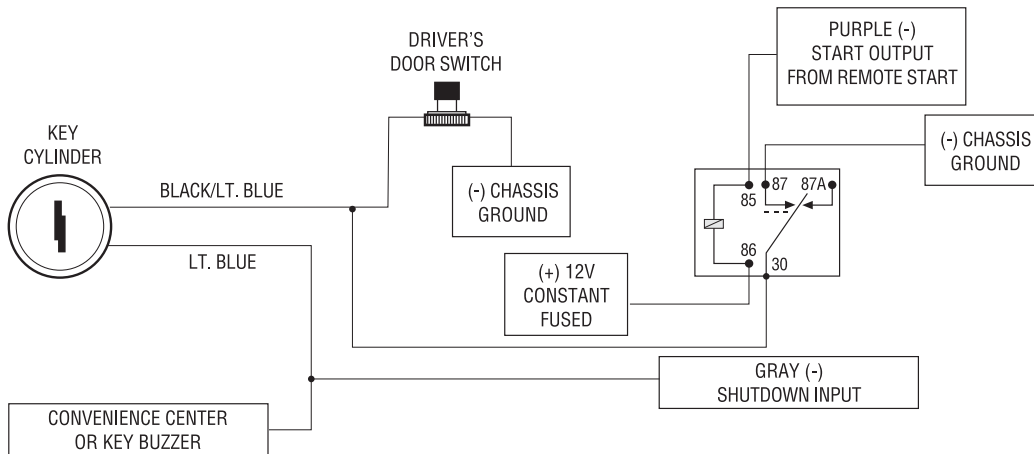 PURPLE (-)
START OUTPUT
FROM REMOTE START
DRIVER'S
DOOR SWITCH
KEY
CYLINDER
(-) CHASSIS
GROUND
BLACK/LT. BLUE
(-) CHASSIS
GROUND
87 87A
85
LT. BLUE
86
30
(+) 12V
CONSTANT
FUSED
GRAY (-)
SHUTDOWN INPUT
CONVENIENCE CENTER
OR KEY BUZZER